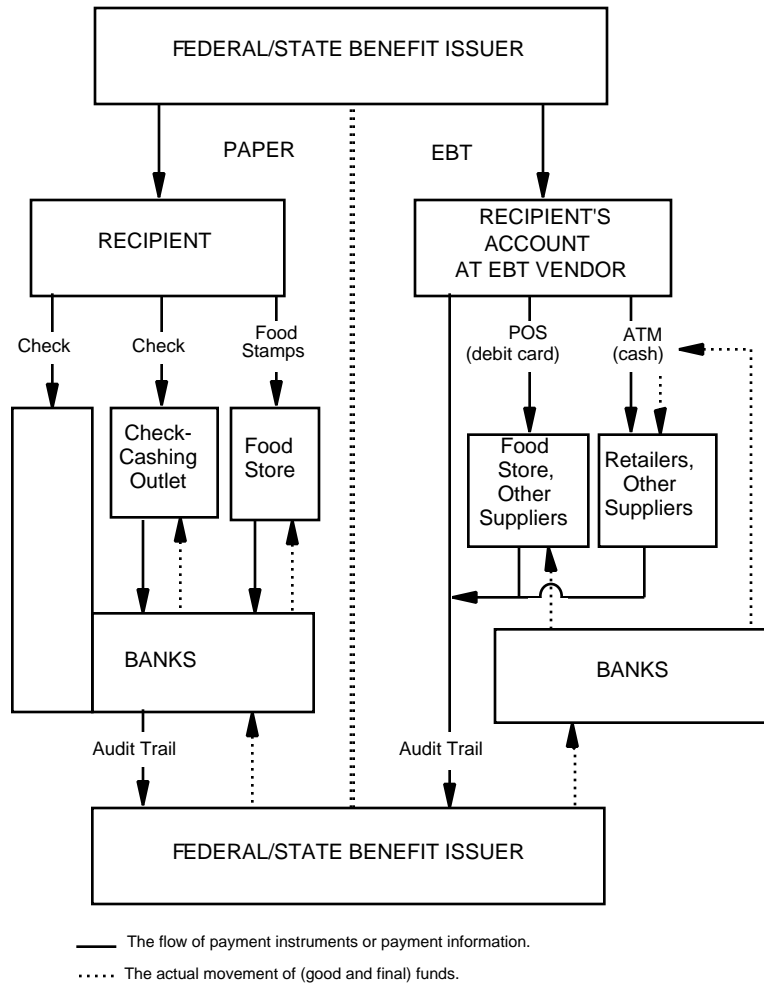 FEDERAL/STATE BENEFIT ISSUER
PAPER
EBT
RECIPIENT
RECIPIENT'S
ACCOUNT
AT EBT VENDOR
Check
Check
Food
Stamps
POS
(debit card)
ATM
(cash)
Check-
Cashing
Outlet
Food
Store
Food
Store,
Other
Suppliers
Retailers,
Other
Suppliers
BANKS
BANKS
Audit Trail
Audit Trail
FEDERAL/STATE BENEFIT ISSUER
The flow of payment instruments or payment information.
The actual movement of (good and final) funds.